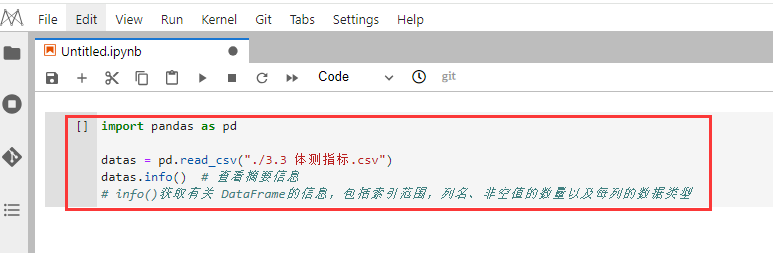 File Edit View Run Kernel Git Tabs Settings Help
Untitled.ipynb
Code git
[] import pandas as pd
datas = pd.read_csv("./3.3 体测指标.csv")
datas.info() # 查看摘要信息
# info()获取有关 DataFrame的信息，包括索引范围，列名、非空值的数量以及每列的数据类型